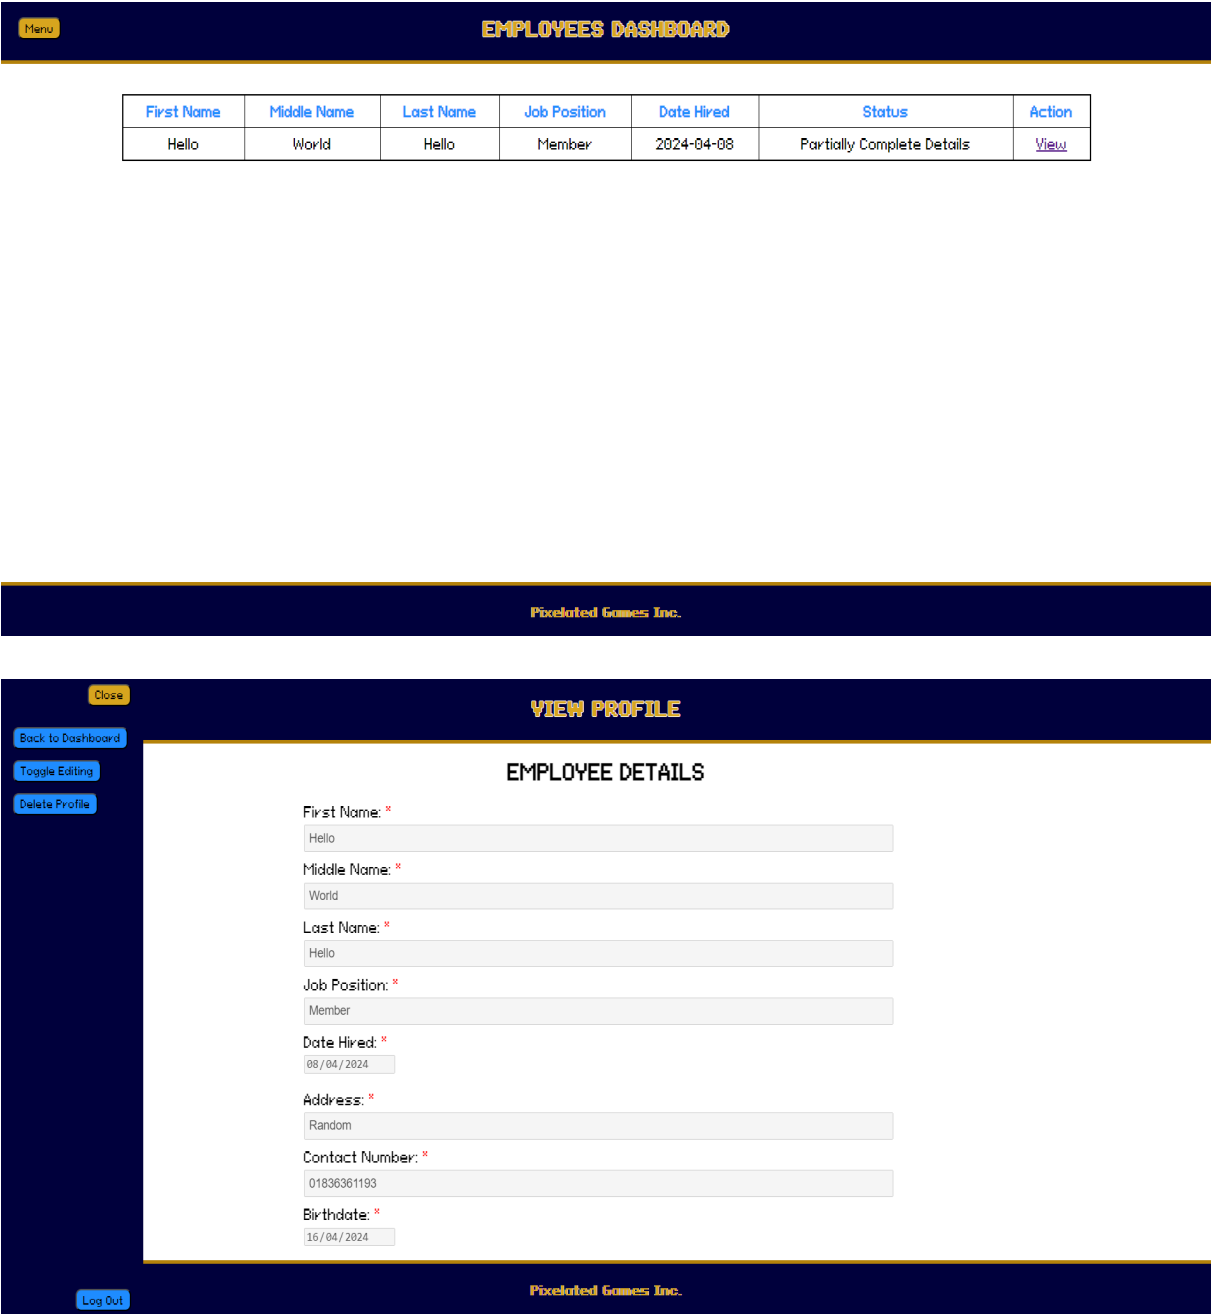 Menu
EMPLOYEES DASHBOARD
First Name Middle Name Last Name Job Position Date Hired Status Action
Hello World Hello Member 2024-04-08 Partially Complete Details View
Pixelated Games Inc.
Close
VIEW PROFILE
Back to Dashboard
Toggle Editing
Delete Profile
EMPLOYEE DETAILS
First Name: *
Hello
Middle Name: *
World
Last Name: *
Hello
Job Position: *
Member
Date Hired: *
08/04/2024
Address: *
Random
Contact Number: *
01836361193
Birthdate: *
16/04/2024
Log Out
Pixelated Games Inc.